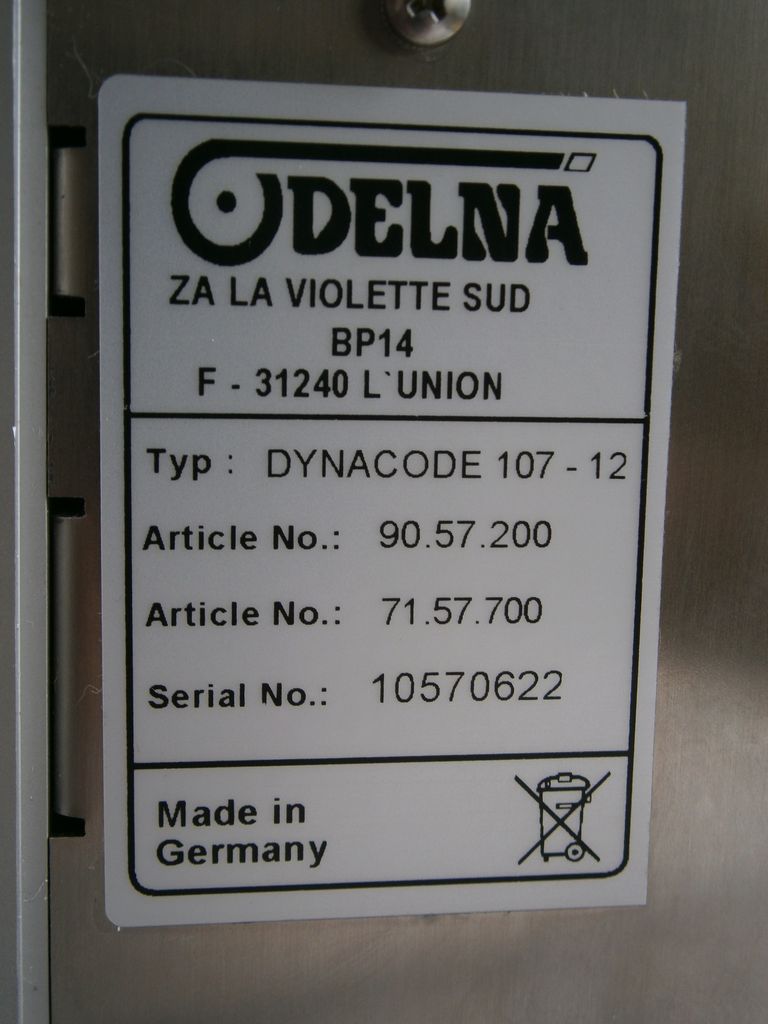 ODELNA
ZA LA VIOLETTE SUD
BP14
F - 31240 L`UNION
Typ : DYNACODE 107 - 12
Article No.: 90.57.200
Article No.: 71.57.700
Serial No.: 10570622
Made in
Germany